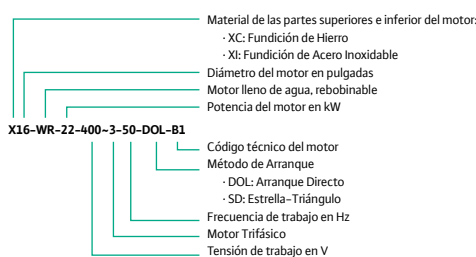 Material de las partes superiores e inferior del motor:
· XC: Fundición de Hierro
· XI: Fundición de Acero Inoxidable
Diámetro del motor en pulgadas
Motor lleno de agua, rebobinable
Potencia del motor en kW
X16-WR-22-400~3-50-DOL-B1
Código técnico del motor
Método de Arranque
· DOL: Arranque Directo
· SD: Estrella-Triángulo
Frecuencia de trabajo en Hz
Motor Trifásico
Tensión de trabajo en V